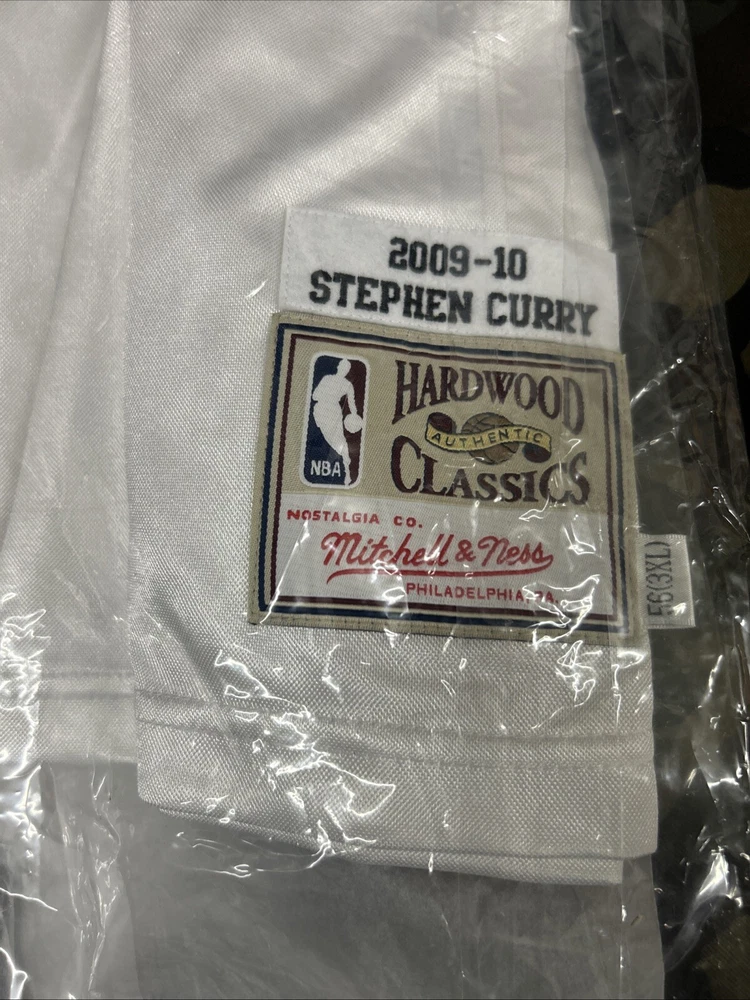 2009-10
STEPHEN CURRY
NBA
HARDWOOD
AUTHENTIC
CLASSICS
NOSTALGIA CO.
Mitchell & Ness
PHILADELPHIA, PA.
56(3XL)